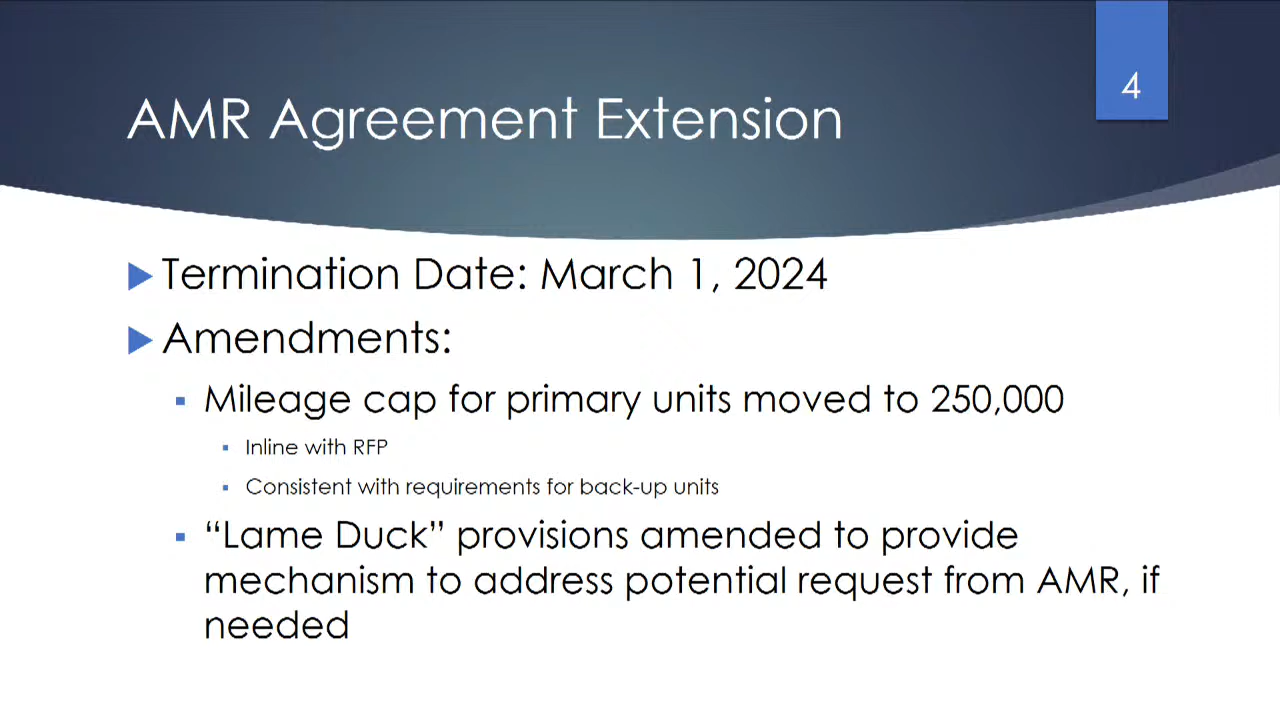 4
AMR Agreement Extension
Termination Date: March 1, 2024
Amendments:
Mileage cap for primary units moved to 250,000
Inline with RFP
Consistent with requirements for back-up units
“Lame Duck” provisions amended to provide
mechanism to address potential request from AMR, if
needed